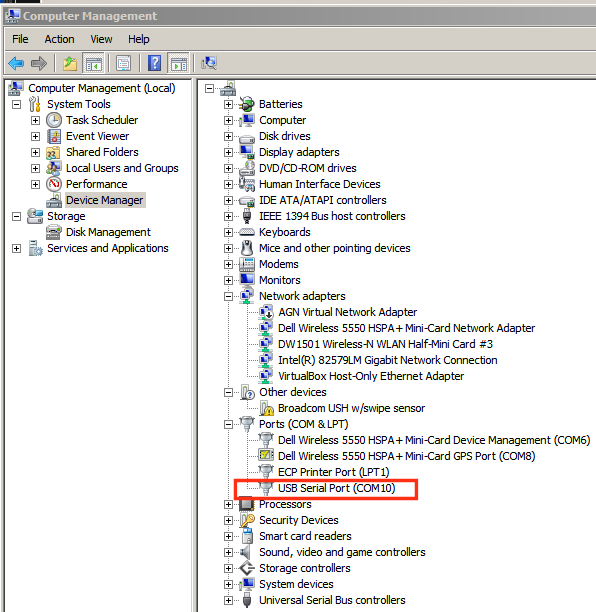 Computer Management
File Action View Help
Computer Management (Local)
System Tools
Task Scheduler
Event Viewer
Shared Folders
Local Users and Groups
Performance
Device Manager
Storage
Disk Management
Services and Applications
Batteries
Computer
Disk drives
Display adapters
DVD/CD-ROM drives
Human Interface Devices
IDE ATA/ATAPI controllers
IEEE 1394 Bus host controllers
Keyboards
Mice and other pointing devices
Modems
Monitors
Network adapters
AGN Virtual Network Adapter
Dell Wireless 5550 HSPA+ Mini-Card Network Adapter
DW1501 Wireless-N WLAN Half-Mini Card #3
Intel(R) 82579LM Gigabit Network Connection
VirtualBox Host-Only Ethernet Adapter
Other devices
Broadcom USH w/swipe sensor
Ports (COM & LPT)
Dell Wireless 5550 HSPA+ Mini-Card Device Management (COM6)
Dell Wireless 5550 HSPA+ Mini-Card GPS Port (COM8)
ECP Printer Port (LPT1)
USB Serial Port (COM10)
Processors
Security Devices
Smart card readers
Sound, video and game controllers
Storage controllers
System devices
Universal Serial Bus controllers